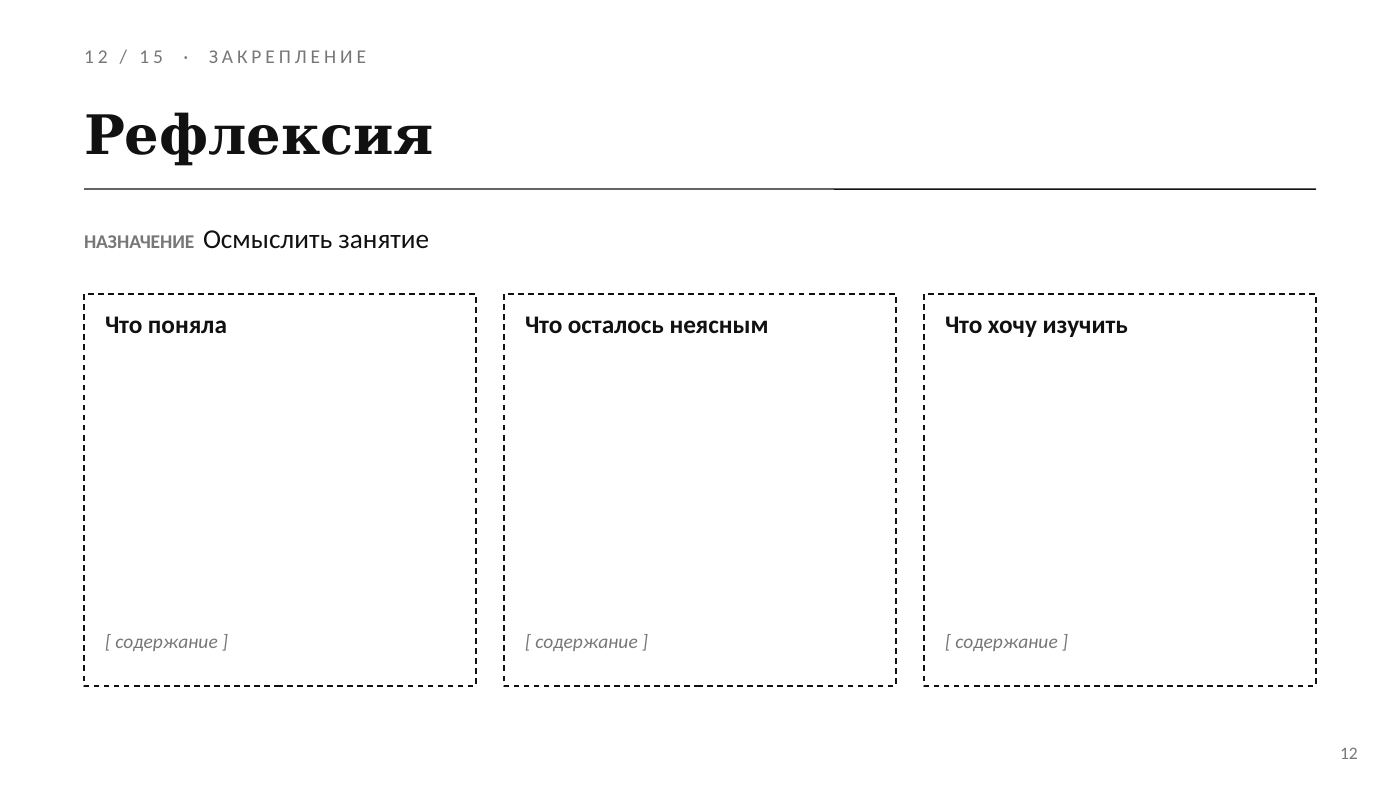 12 / 15 · ЗАКРЕПЛЕНИЕ
Рефлексия
НАЗНАЧЕНИЕ Осмыслить занятие
Что поняла
[ содержание ]
Что осталось неясным
[ содержание ]
Что хочу изучить
[ содержание ]
12